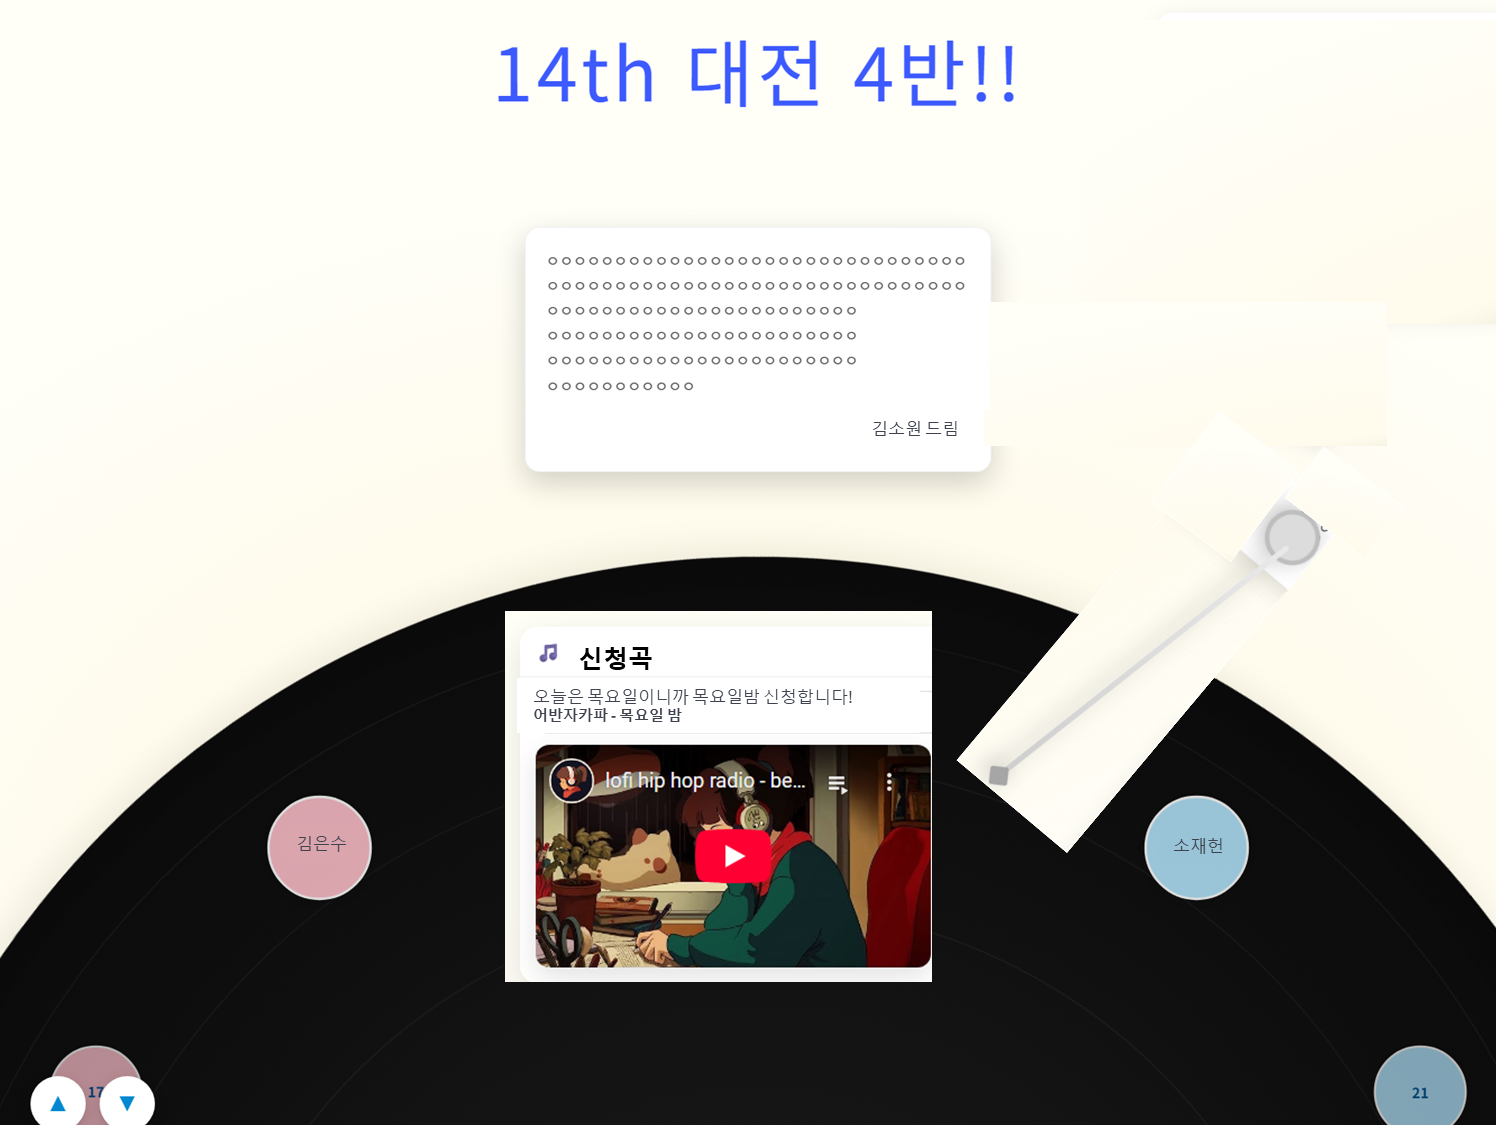 14th 대전 4반!!
ㅇㅇㅇㅇㅇㅇㅇㅇㅇㅇㅇㅇㅇㅇㅇㅇㅇㅇㅇㅇㅇㅇㅇㅇㅇㅇㅇㅇㅇㅇㅇ
ㅇㅇㅇㅇㅇㅇㅇㅇㅇㅇㅇㅇㅇㅇㅇㅇㅇㅇㅇㅇㅇㅇㅇㅇㅇㅇㅇㅇㅇㅇㅇ
ㅇㅇㅇㅇㅇㅇㅇㅇㅇㅇㅇㅇㅇㅇㅇㅇㅇㅇㅇㅇㅇㅇㅇ
ㅇㅇㅇㅇㅇㅇㅇㅇㅇㅇㅇㅇㅇㅇㅇㅇㅇㅇㅇㅇㅇㅇㅇ
ㅇㅇㅇㅇㅇㅇㅇㅇㅇㅇㅇㅇㅇㅇㅇㅇㅇㅇㅇㅇㅇㅇㅇ
ㅇㅇㅇㅇㅇㅇㅇㅇㅇㅇㅇ
김소원 드림
신청곡
오늘은 목요일이니까 목요일밤 신청합니다!
어반자카파 - 목요일 밤
lofi hip hop radio - be...
김은수
소재헌
17
21